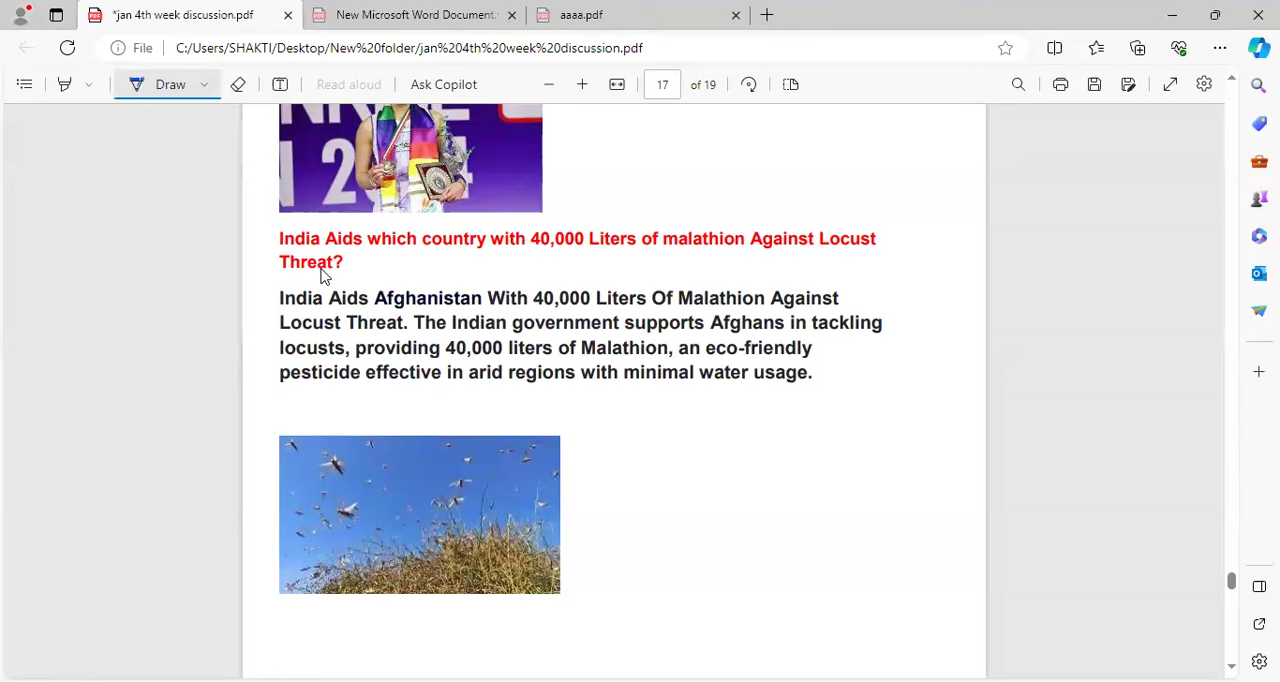 *jan 4th week discussion.pdf
New Microsoft Word Document.
aaaa.pdf
File
C:/Users/SHAKTI/Desktop/New%20folder/jan%204th%20week%20discussion.pdf
Draw
Read aloud
Ask Copilot
17
of 19
India Aids which country with 40,000 Liters of malathion Against Locust
Threat?
India Aids Afghanistan With 40,000 Liters Of Malathion Against
Locust Threat. The Indian government supports Afghans in tackling
locusts, providing 40,000 liters of Malathion, an eco-friendly
pesticide effective in arid regions with minimal water usage.